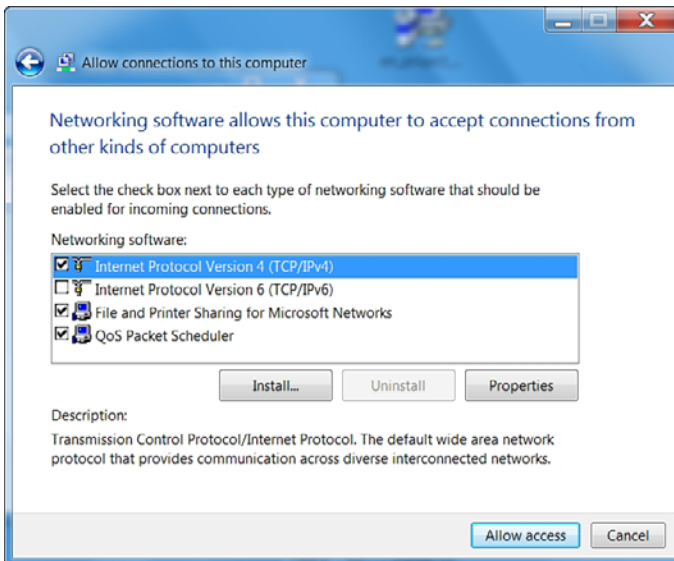 Allow connections to this computer
Networking software allows this computer to accept connections from
other kinds of computers
Select the check box next to each type of networking software that should be
enabled for incoming connections.
Networking software:
Internet Protocol Version 4 (TCP/IPv4)
Internet Protocol Version 6 (TCP/IPv6)
File and Printer Sharing for Microsoft Networks
QoS Packet Scheduler
Install... Uninstall Properties
Description:
Transmission Control Protocol/Internet Protocol. The default wide area network
protocol that provides communication across diverse interconnected networks.
Allow access Cancel